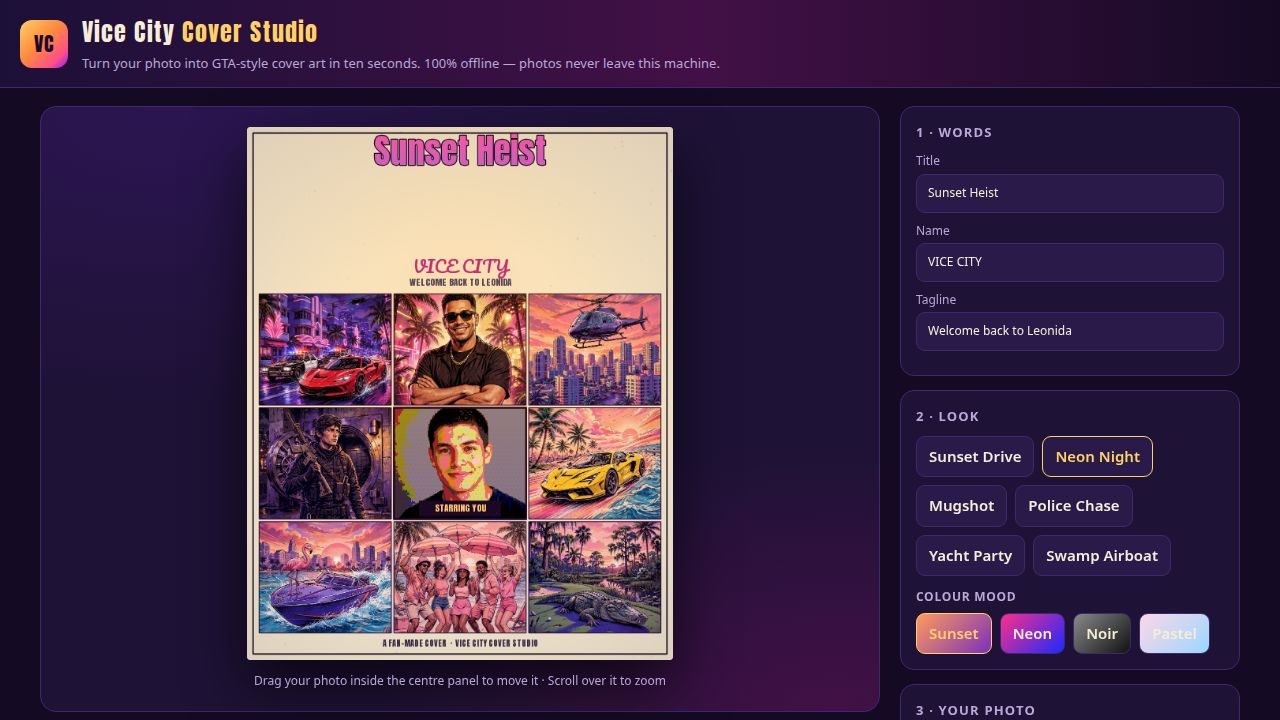 VC
Vice City Cover Studio
Turn your photo into GTA-style cover art in ten seconds. 100% offline — photos never leave this machine.
Sunset Heist
VICE CITY
WELCOME BACK TO LEONIDA
STARRING YOU
A FAN-MADE COVER · VICE CITY COVER STUDIO
Drag your photo inside the centre panel to move it · Scroll over it to zoom
1 · WORDS
Title
Sunset Heist
Name
VICE CITY
Tagline
Welcome back to Leonida
2 · LOOK
Sunset Drive Neon Night
Mugshot Police Chase
Yacht Party Swamp Airboat
COLOUR MOOD
Sunset Neon Noir Pastel
3 · YOUR PHOTO